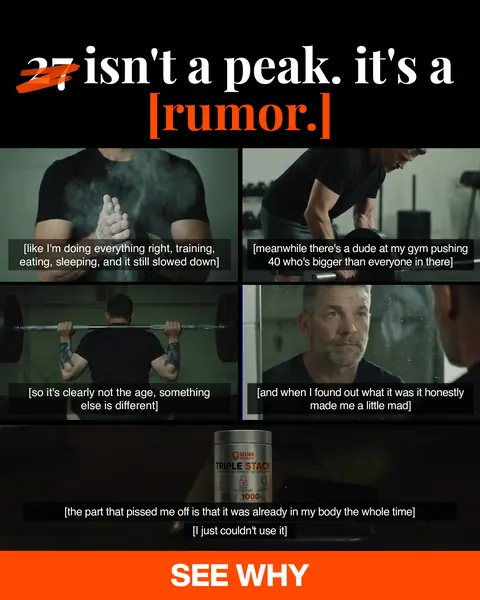 27 isn't a peak. it's a
[rumor.]
[like I'm doing everything right, training,
eating, sleeping, and it still slowed down]
[meanwhile there's a dude at my gym pushing
40 who's bigger than everyone in there]
[so it's clearly not the age, something
else is different]
[and when I found out what it was it honestly
made me a little mad]
TRIPLE STACK
1000
[the part that pissed me off is that it was already in my body the whole time]
[I just couldn't use it]
SEE WHY